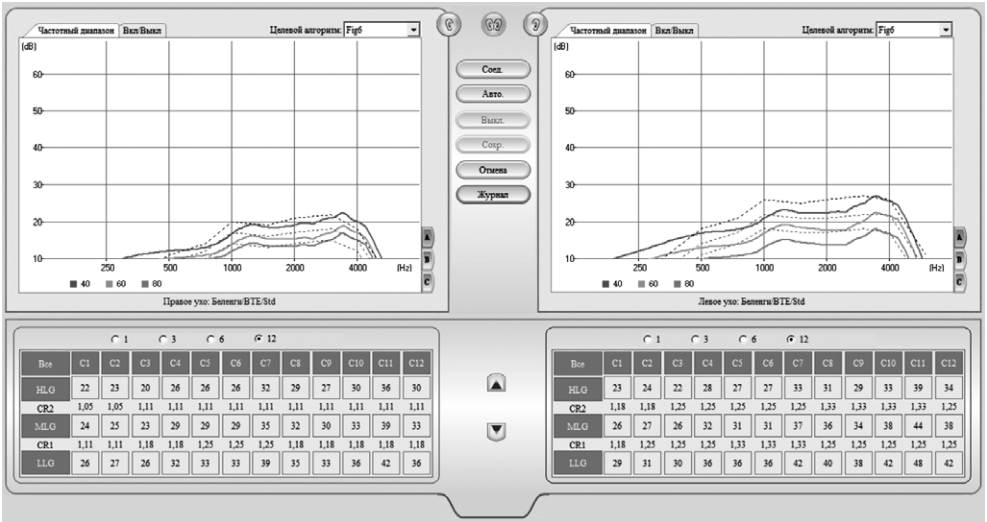 Частотный диапазон Вкл/Выкл Целевой алгоритм: Fig6
[dB]
60
50
40
30
20
10
250 500 1000 2000 4000 [Hz]
40 60 80
A
B
C
Правое ухо: Беленги/BTE/Std
Соед.
Авто.
Выкл.
Сохр.
Отмена
Журнал
Частотный диапазон Вкл/Выкл Целевой алгоритм: Fig6
[dB]
60
50
40
30
20
10
250 500 1000 2000 4000 [Hz]
40 60 80
A
B
C
Левое ухо: Беленги/BTE/Std
1 3 6 12
Все C1 C2 C3 C4 C5 C6 C7 C8 C9 C10 C11 C12
HLG 22 23 20 26 26 26 32 29 27 30 36 30
CR2 1,05 1,05 1,11 1,11 1,11 1,11 1,11 1,11 1,11 1,11 1,11 1,11
MLG 24 25 23 29 29 29 35 32 30 33 39 33
CR1 1,11 1,11 1,18 1,18 1,25 1,25 1,25 1,18 1,18 1,18 1,18 1,18
LLG 26 27 26 32 33 33 39 35 33 36 42 36
1 3 6 12
Все C1 C2 C3 C4 C5 C6 C7 C8 C9 C10 C11 C12
HLG 23 24 22 28 27 27 33 31 29 33 39 34
CR2 1,18 1,18 1,25 1,25 1,25 1,25 1,25 1,33 1,33 1,33 1,33 1,25
MLG 26 27 26 32 31 31 37 36 34 38 44 38
CR1 1,18 1,25 1,25 1,25 1,33 1,33 1,33 1,25 1,25 1,25 1,25 1,25
LLG 29 31 30 36 36 36 42 40 38 42 48 42